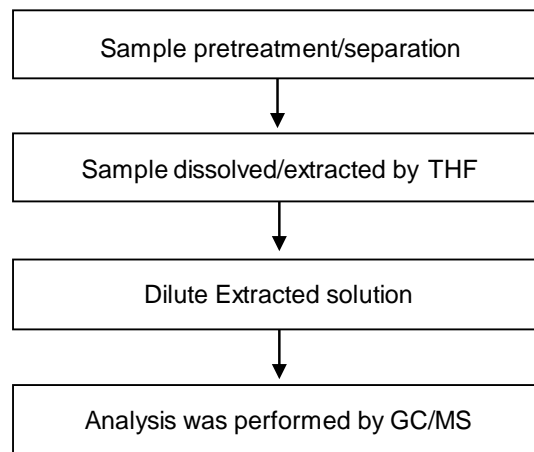 Sample pretreatment/separation
Sample dissolved/extracted by THF
Dilute Extracted solution
Analysis was performed by GC/MS